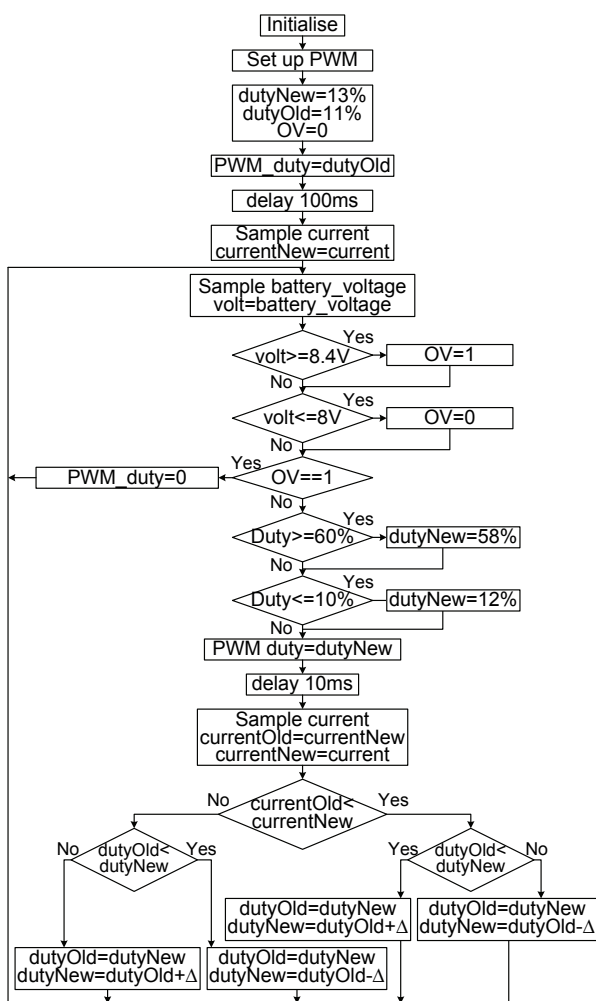 Initialise
Set up PWM
dutyNew=13%
dutyOld=11%
OV=0
PWM_duty=dutyOld
delay 100ms
Sample current
currentNew=current
Sample battery_voltage
volt=battery_voltage
volt>=8.4V
Yes
OV=1
No
volt<=8V
Yes
OV=0
No
OV==1
Yes
PWM_duty=0
No
Duty>=60%
Yes
dutyNew=58%
No
Duty<=10%
Yes
dutyNew=12%
No
PWM duty=dutyNew
delay 10ms
Sample current
currentOld=currentNew
currentNew=current
No
currentOld<
currentNew
Yes
No
dutyOld<
dutyNew
Yes
Yes
dutyOld<
dutyNew
No
dutyOld=dutyNew
dutyNew=dutyOld+Δ
dutyOld=dutyNew
dutyNew=dutyOld-Δ
dutyOld=dutyNew
dutyNew=dutyOld+Δ
dutyOld=dutyNew
dutyNew=dutyOld-Δ